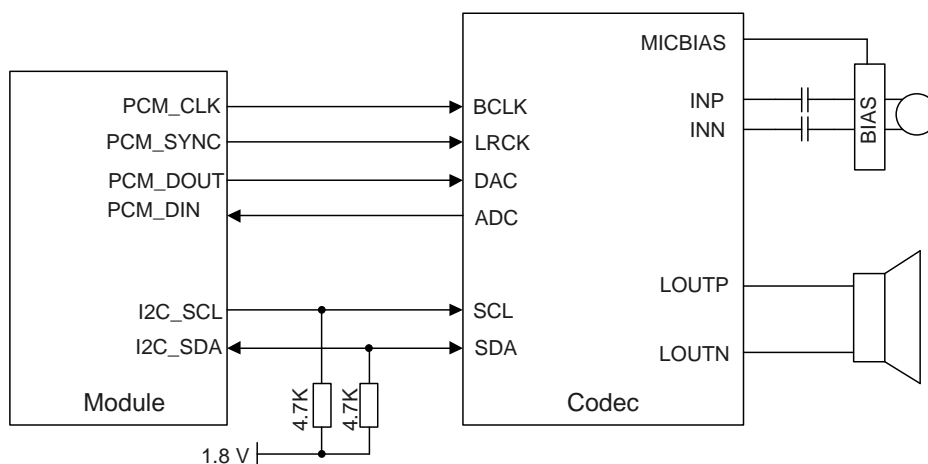 MICBIAS
PCM_CLK
BCLK
INP
BIAS
PCM_SYNC
LRCK
INN
PCM_DOUT
DAC
PCM_DIN
ADC
LOUTP
I2C_SCL
SCL
I2C_SDA
SDA
LOUTN
4.7K
4.7K
Module
Codec
1.8 V